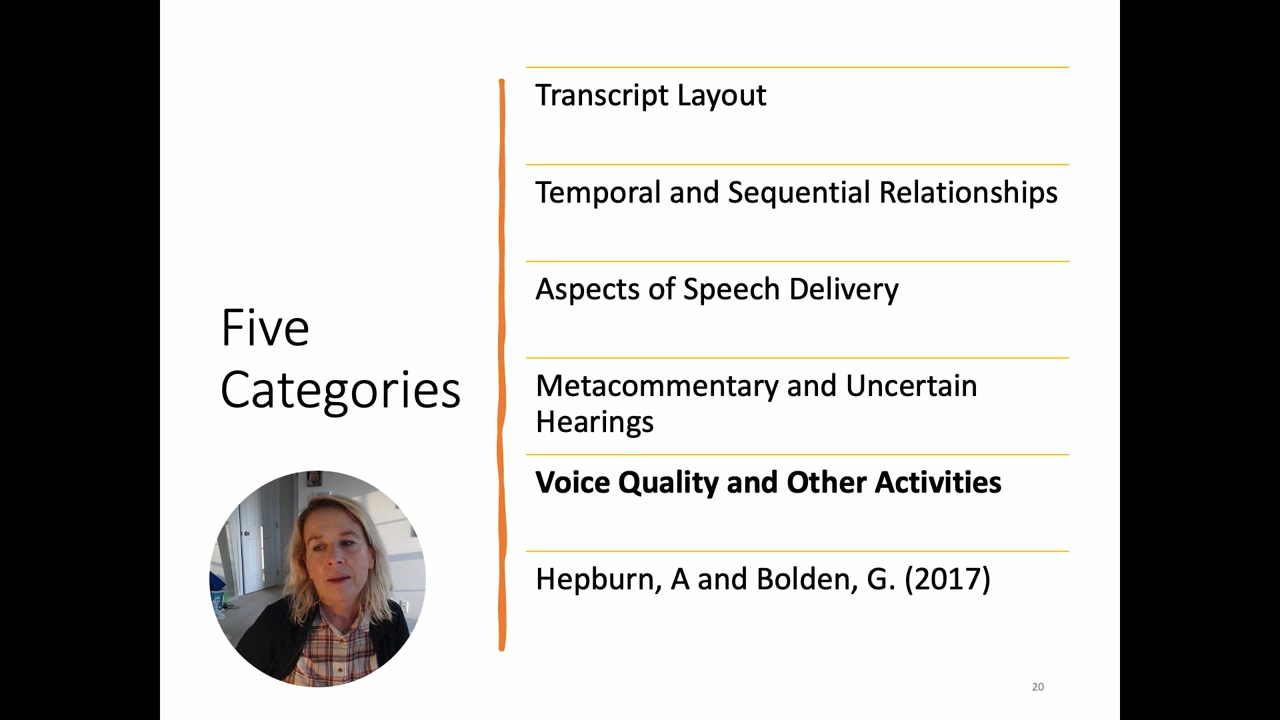 Five
Categories
Transcript Layout
Temporal and Sequential Relationships
Aspects of Speech Delivery
Metacommentary and Uncertain
Hearings
Voice Quality and Other Activities
Hepburn, A and Bolden, G. (2017)
20